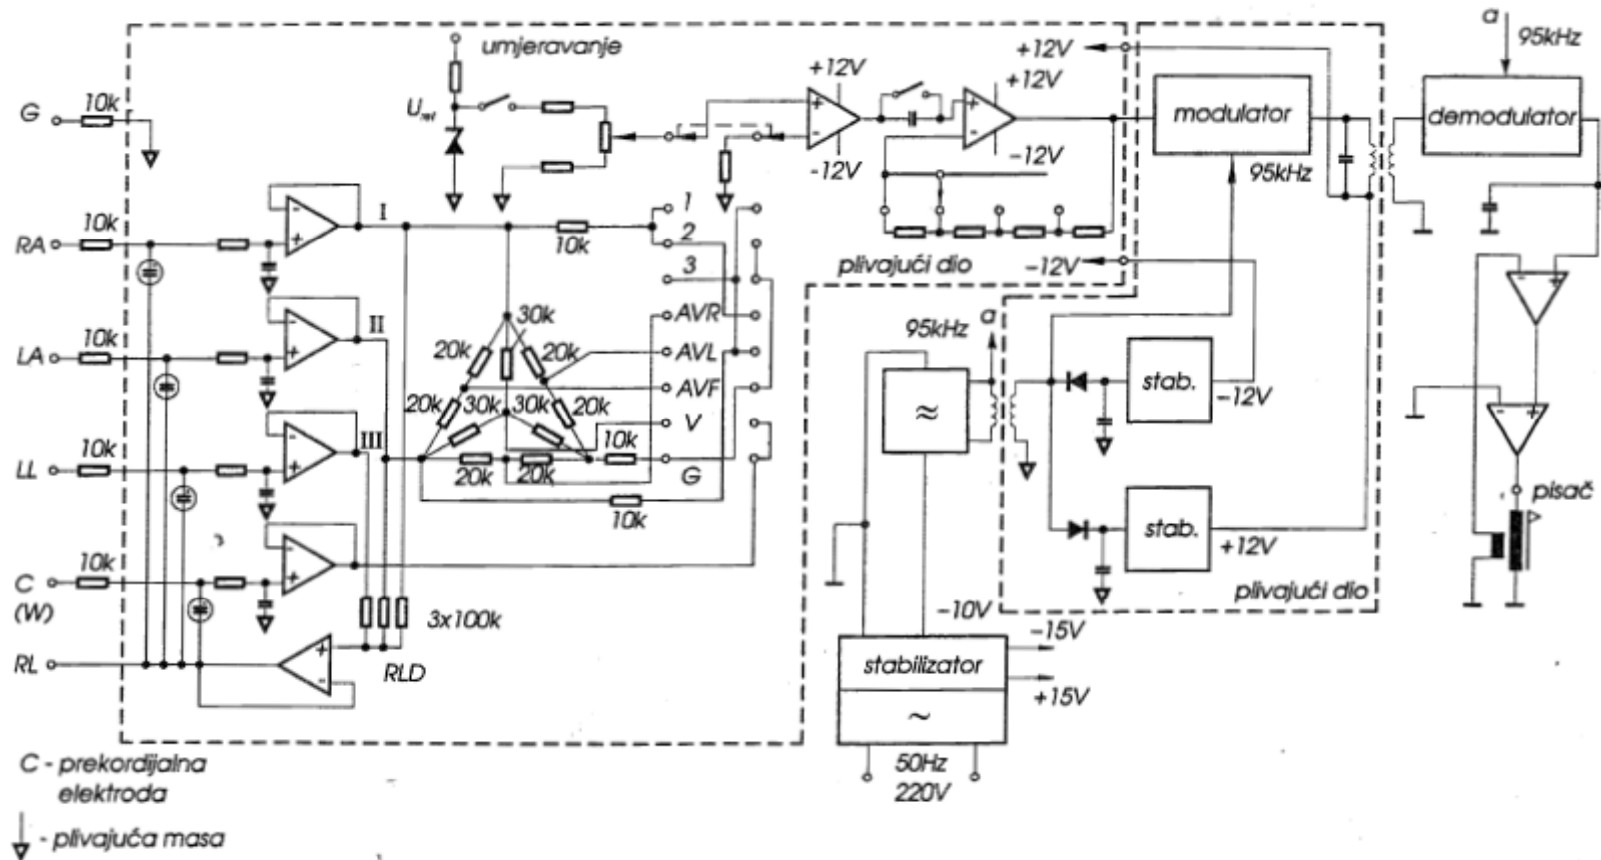 umjeravanje
U_ref
G
10k
RA
10k
LA
10k
LL
10k
C
(W)
10k
RL
I
II
III
3x100k
RLD
10k
30k
20k
20k
20k
30k
30k
20k
20k
20k
10k
10k
1
2
3
AVR
AVL
AVF
V
G
+12V
-12V
+12V
-12V
plivajući dio
+12V
-12V
modulator
95kHz
a
95kHz
demodulator
95kHz
a
≈
stab.
-12V
stab.
+12V
plivajući dio
-10V
-15V
+15V
stabilizator
~
50Hz
220V
pisač
C - prekordijalna
elektroda
- plivajuća masa